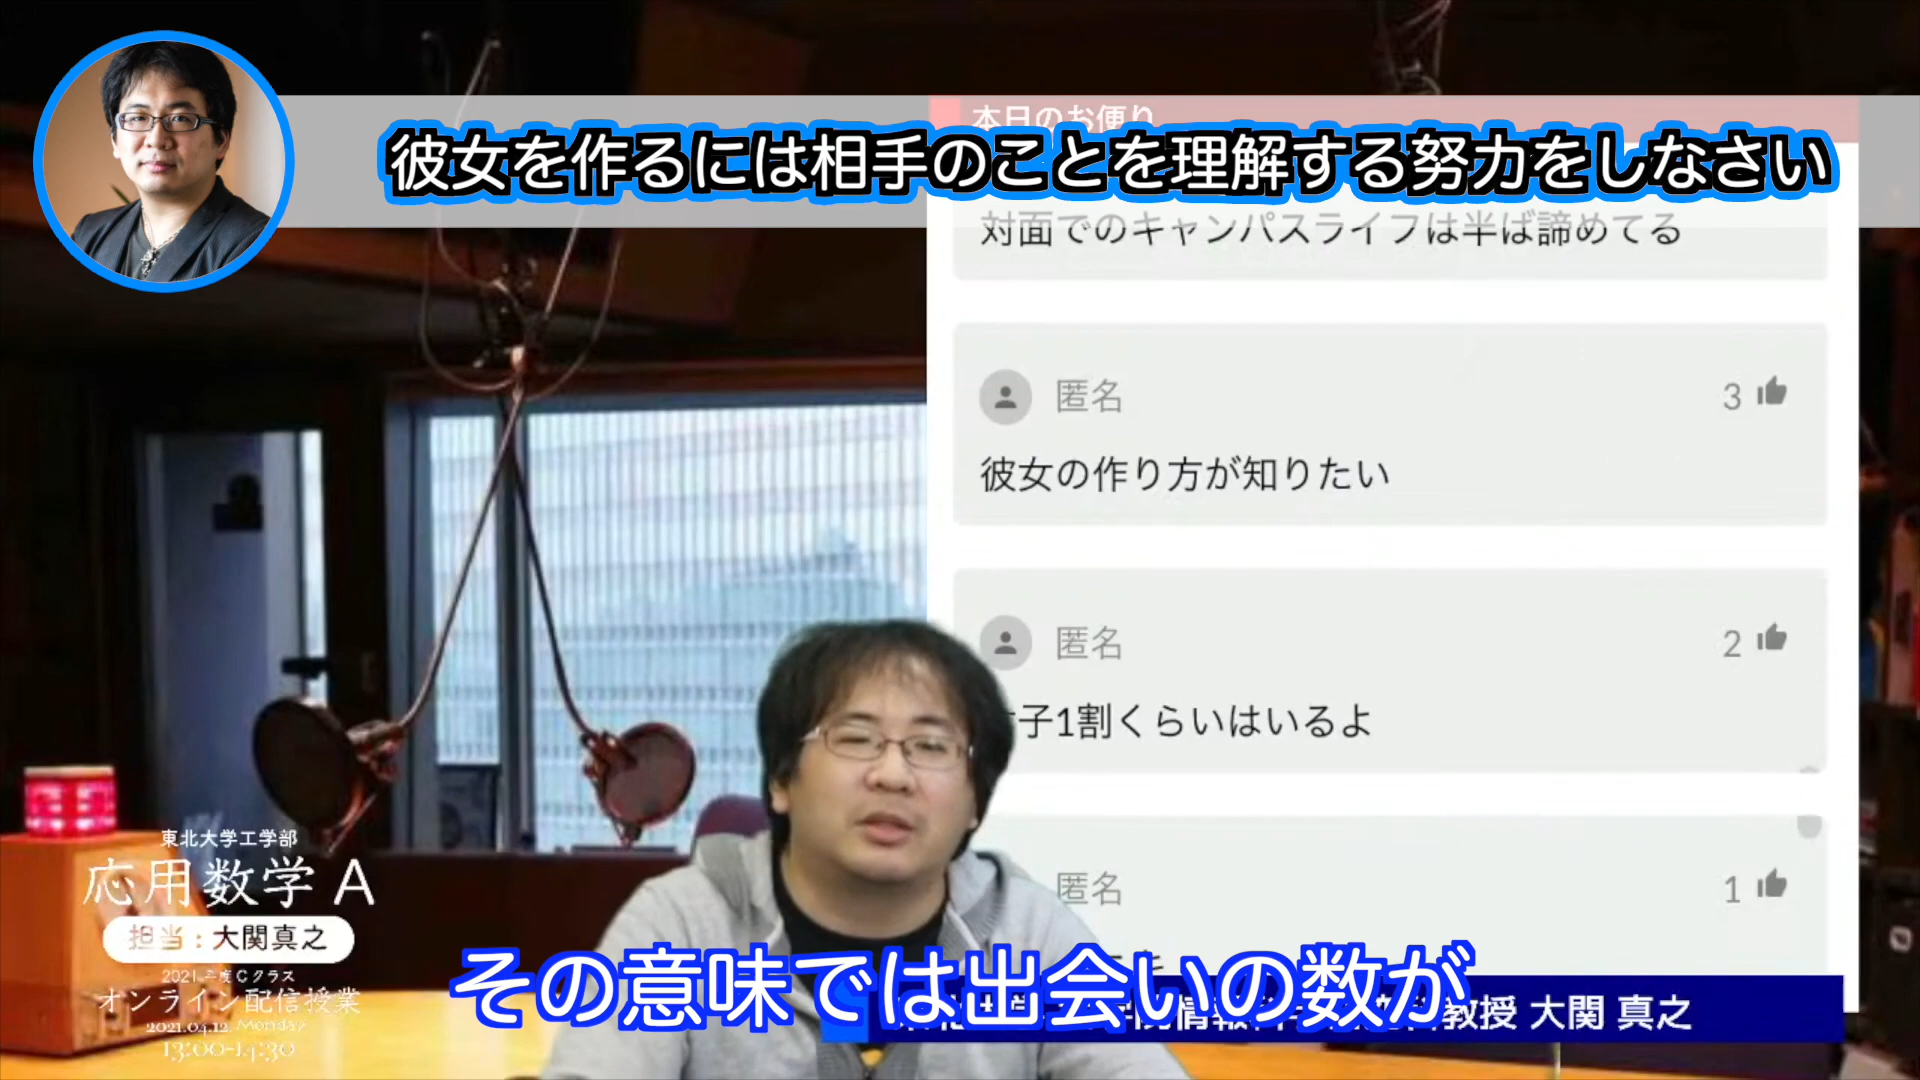 本日のお便り
彼女を作るには相手のことを理解する努力をしなさい
対面でのキャンパスライフは半ば諦めてる
匿名
3
彼女の作り方が知りたい
匿名
2
子1割くらいはいるよ
匿名
1
東北大学工学部
応用数学 A
担当：大関真之
2021年度Cクラス
オンライン配信授業
2021.04.12. Monday
13:00-14:30
その意味では出会いの数が
教授 大関 真之